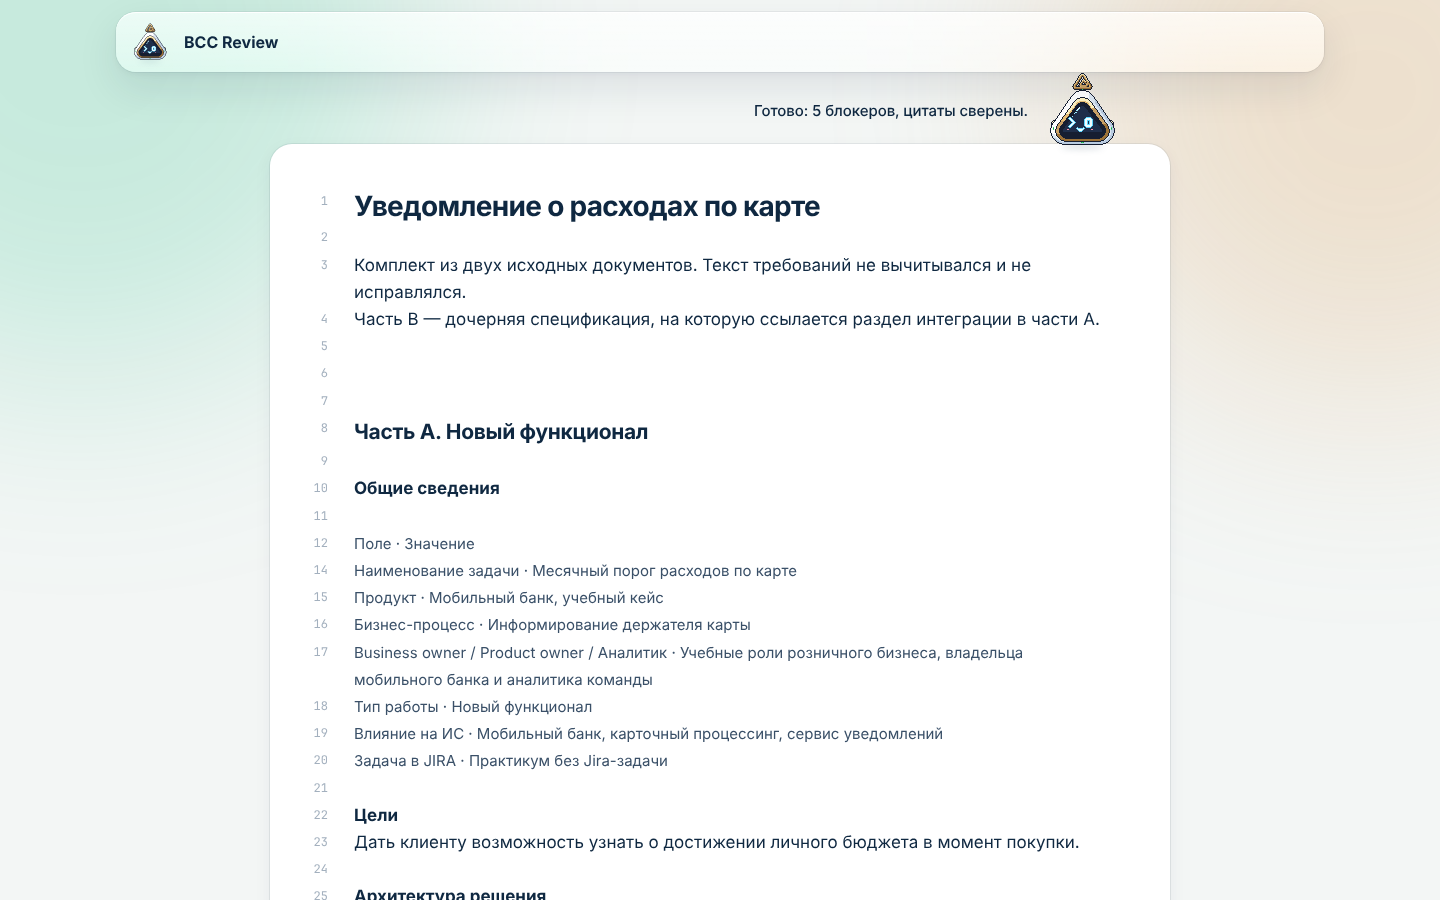 BCC Review
Готово: 5 блокеров, цитаты сверены.
1 Уведомление о расходах по карте
2
3 Комплект из двух исходных документов. Текст требований не вычитывался и не
исправлялся.
4 Часть B — дочерняя спецификация, на которую ссылается раздел интеграции в части A.
5
6
7
8 Часть A. Новый функционал
9
10 Общие сведения
11
12 Поле · Значение
14 Наименование задачи · Месячный порог расходов по карте
15 Продукт · Мобильный банк, учебный кейс
16 Бизнес-процесс · Информирование держателя карты
17 Business owner / Product owner / Аналитик · Учебные роли розничного бизнеса, владельца
мобильного банка и аналитика команды
18 Тип работы · Новый функционал
19 Влияние на ИС · Мобильный банк, карточный процессинг, сервис уведомлений
20 Задача в JIRA · Практикум без Jira-задачи
21
22 Цели
23 Дать клиенту возможность узнать о достижении личного бюджета в момент покупки.
24
25 Архитектура решения